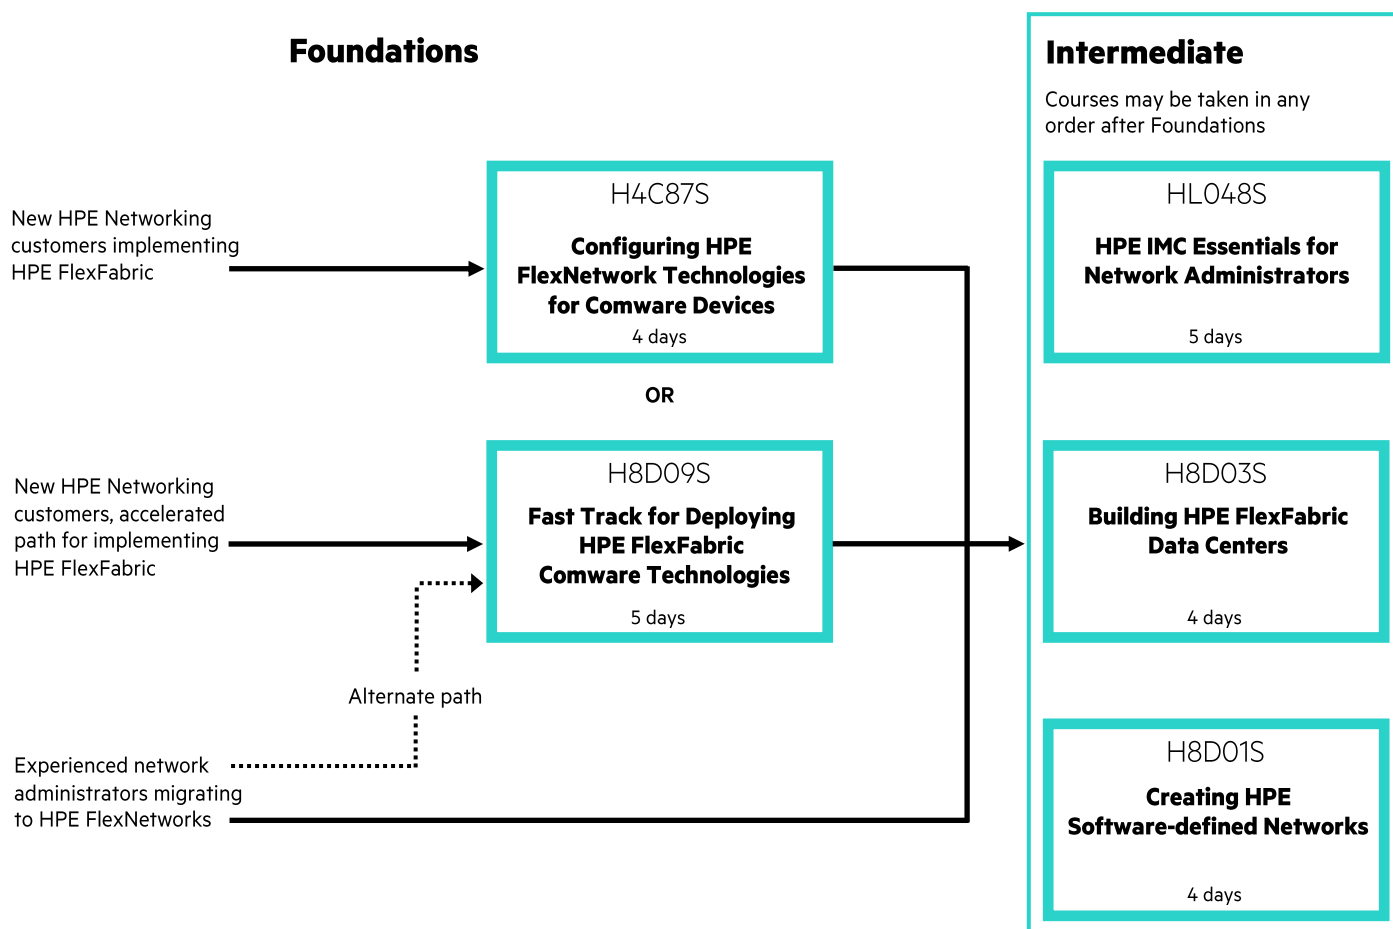 Foundations
New HPE Networking
customers implementing
HPE FlexFabric
H4C87S
Configuring HPE
FlexNetwork Technologies
for Comware Devices
4 days
OR
New HPE Networking
customers, accelerated
path for implementing
HPE FlexFabric
H8D09S
Fast Track for Deploying
HPE FlexFabric
Comware Technologies
5 days
Alternate path
Experienced network
administrators migrating
to HPE FlexNetworks
Intermediate
Courses may be taken in any
order after Foundations
HL048S
HPE IMC Essentials for
Network Administrators
5 days
H8D03S
Building HPE FlexFabric
Data Centers
4 days
H8D01S
Creating HPE
Software-defined Networks
4 days